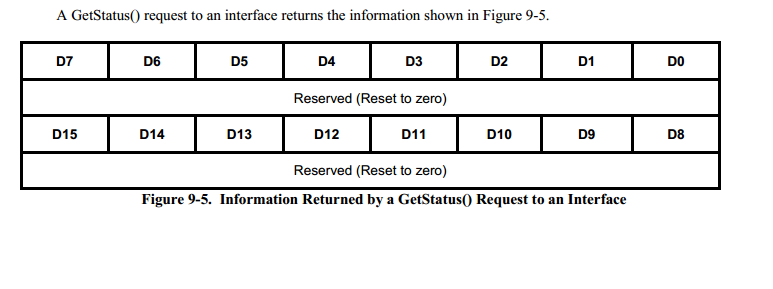 A GetStatus() request to an interface returns the information shown in Figure 9-5.
D7 D6 D5 D4 D3 D2 D1 D0
Reserved (Reset to zero)
D15 D14 D13 D12 D11 D10 D9 D8
Reserved (Reset to zero)
Figure 9-5. Information Returned by a GetStatus() Request to an Interface